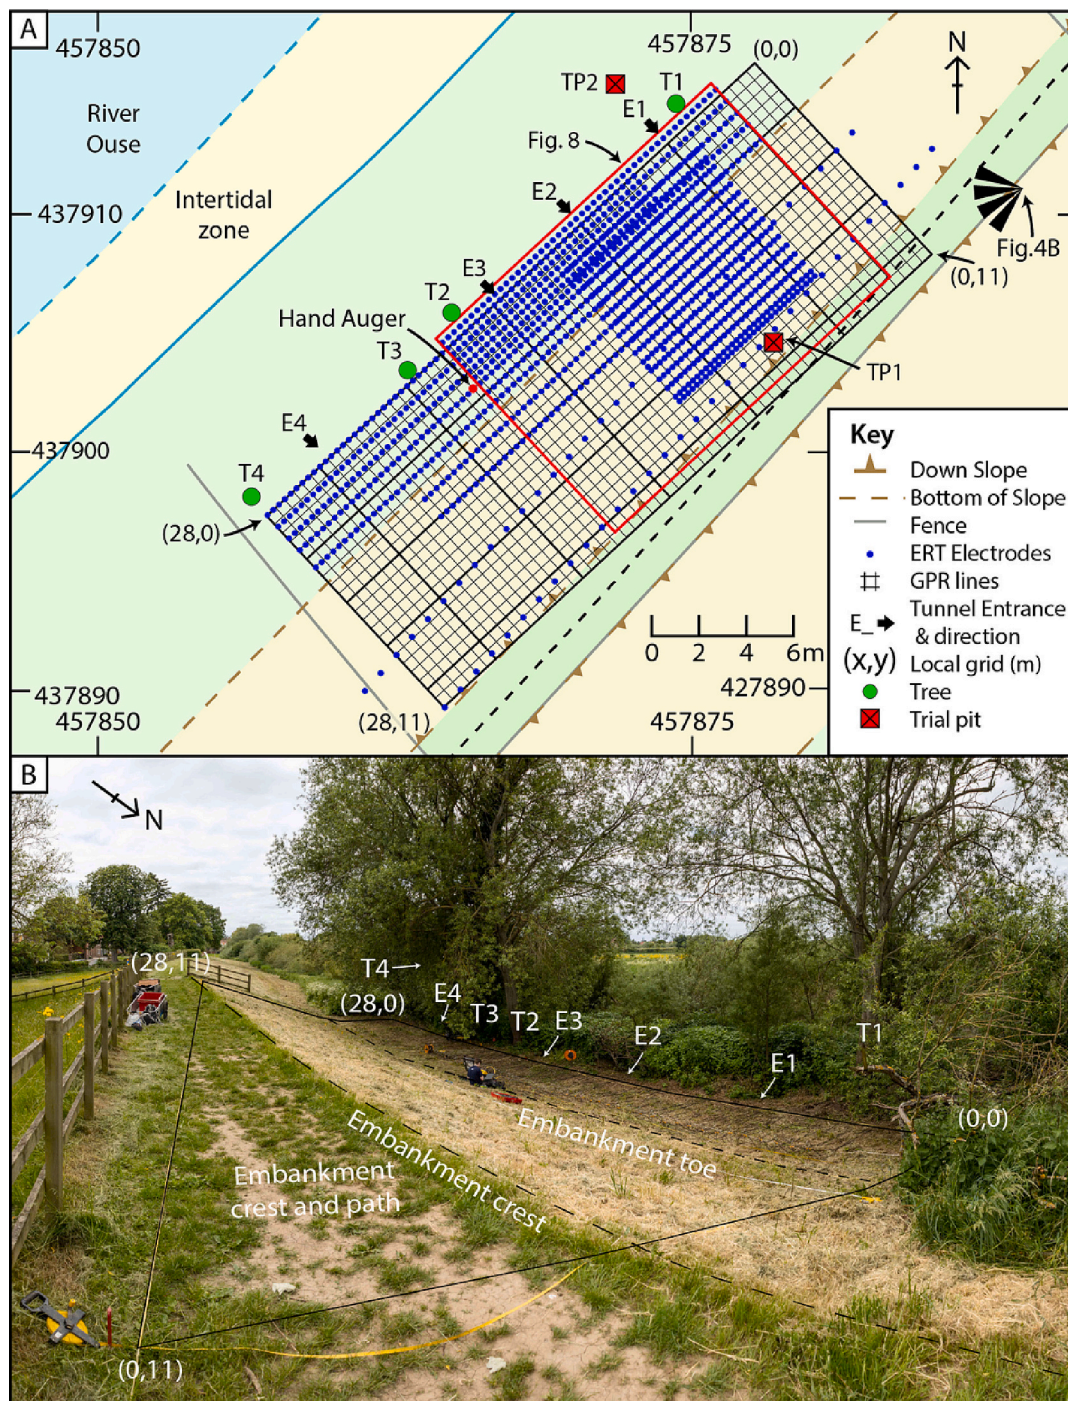 A
457850
457875
(0,0)
N
TP2
T1
E1
River
Ouse
Fig. 8
Intertidal
zone
E2
437910
Fig.4B
(0,11)
E3
T2
Hand Auger
T3
TP1
E4
437900
T4
(28,0)
Key
Down Slope
Bottom of Slope
Fence
ERT Electrodes
GPR lines
E_ Tunnel Entrance
& direction
(x,y) Local grid (m)
Tree
Trial pit
0 2 4 6m
437890
457850
(28,11)
427890
457875
B
N
(28,11)
T4
(28,0)
E4
T3
T2
E3
E2
E1
T1
(0,0)
Embankment toe
Embankment crest
Embankment
crest and path
(0,11)